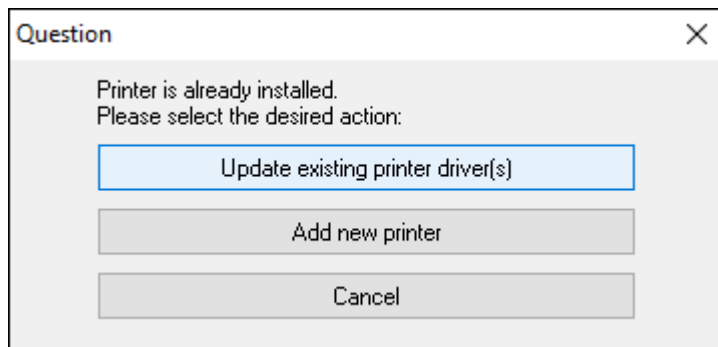 Question
Printer is already installed.
Please select the desired action:
Update existing printer driver(s)
Add new printer
Cancel